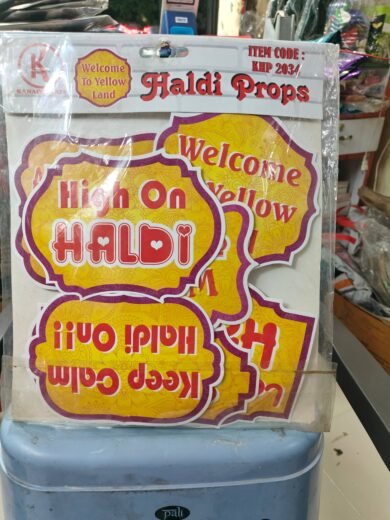 K
Welcome
To Yellow
Land
ITEM CODE :
KHP 2034
Haldi Props
Welcome
Yellow
High On
HALDi
Keep Calm
Haldi On!!
pali